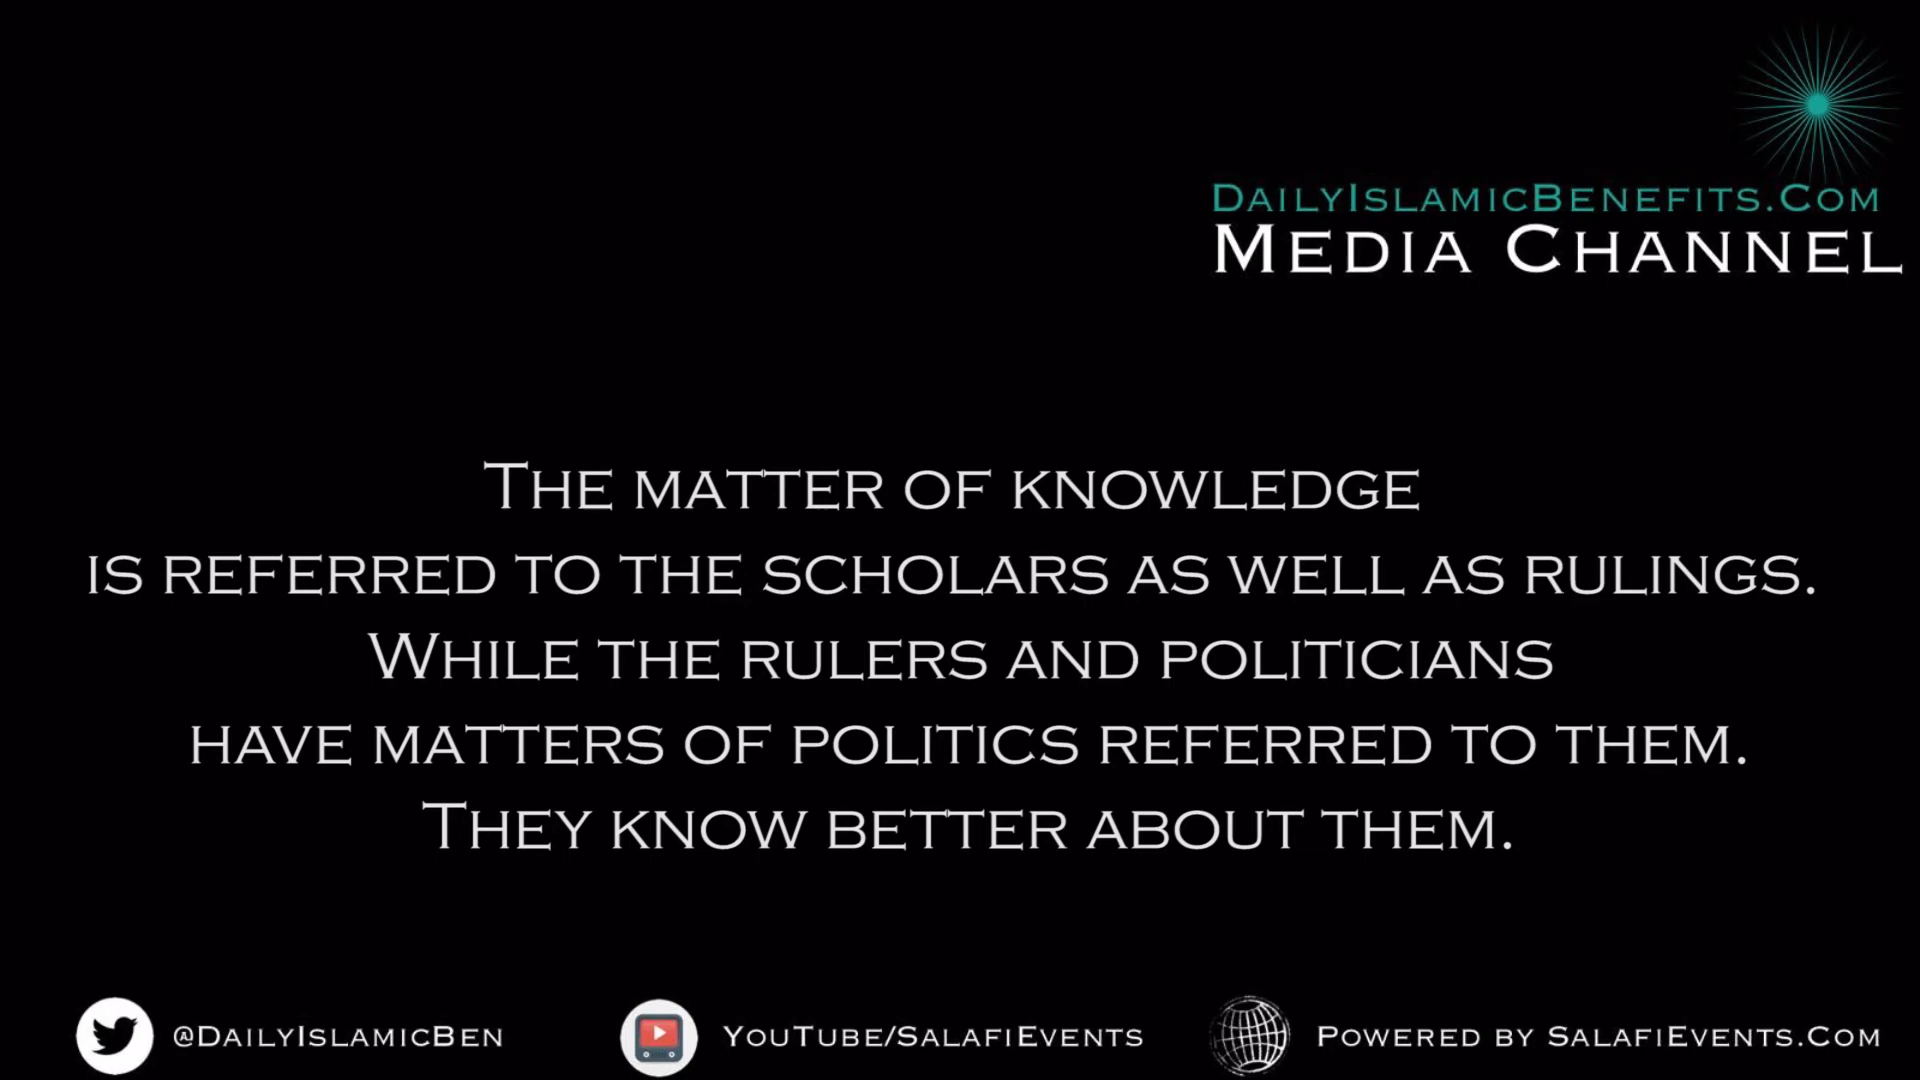 DailyIslamicBenefits.Com
Media Channel
The matter of knowledge
is referred to the scholars as well as rulings.
While the rulers and politicians
have matters of politics referred to them.
They know better about them.
@DailyIslamicBen
YouTube/SalafiEvents
Powered by SalafiEvents.Com